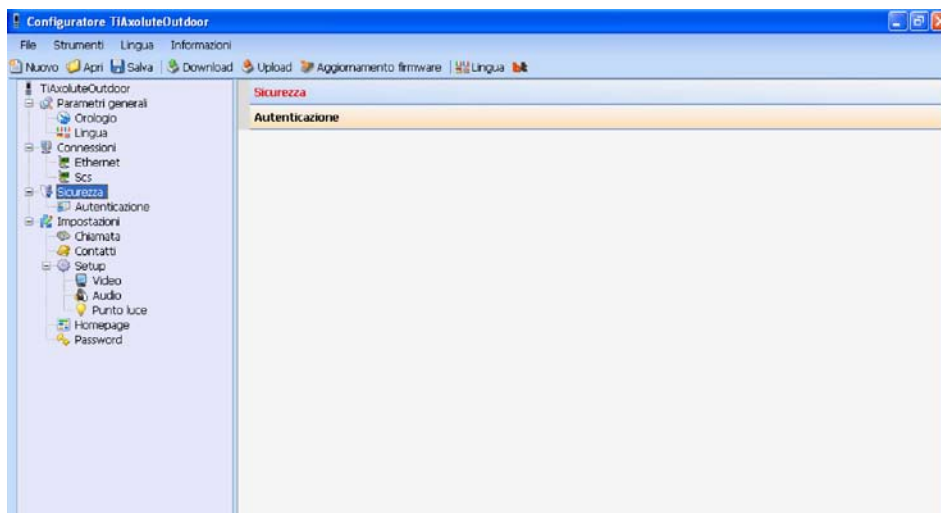 Configuratore TiAxoluteOutdoor
File Strumenti Lingua Informazioni
Nuovo Apri Salva Download Upload Aggiornamento firmware Lingua
TiAxoluteOutdoor
Parametri generali
Orologio
Lingua
Connessioni
Ethernet
Scs
Sicurezza
Autenticazione
Impostazioni
Chiamata
Contatti
Setup
Video
Audio
Punto luce
Homepage
Password
Sicurezza
Autenticazione